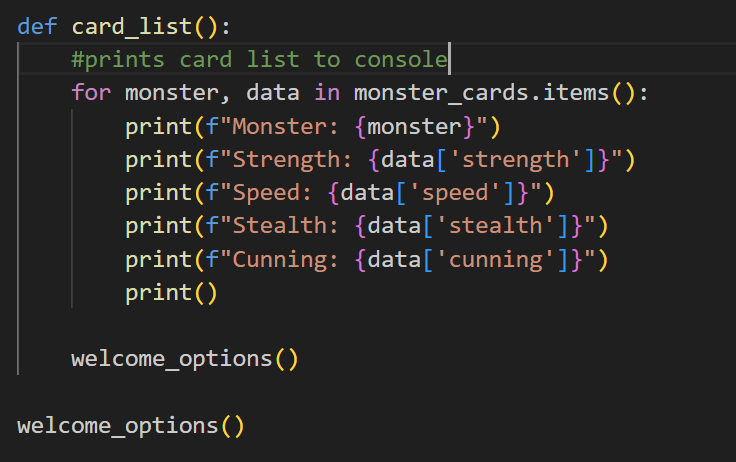 def card_list():
    #prints card list to console
    for monster, data in monster_cards.items():
        print(f"Monster: {monster}")
        print(f"Strength: {data['strength']}")
        print(f"Speed: {data['speed']}")
        print(f"Stealth: {data['stealth']}")
        print(f"Cunning: {data['cunning']}")
        print()
    welcome_options()
welcome_options()